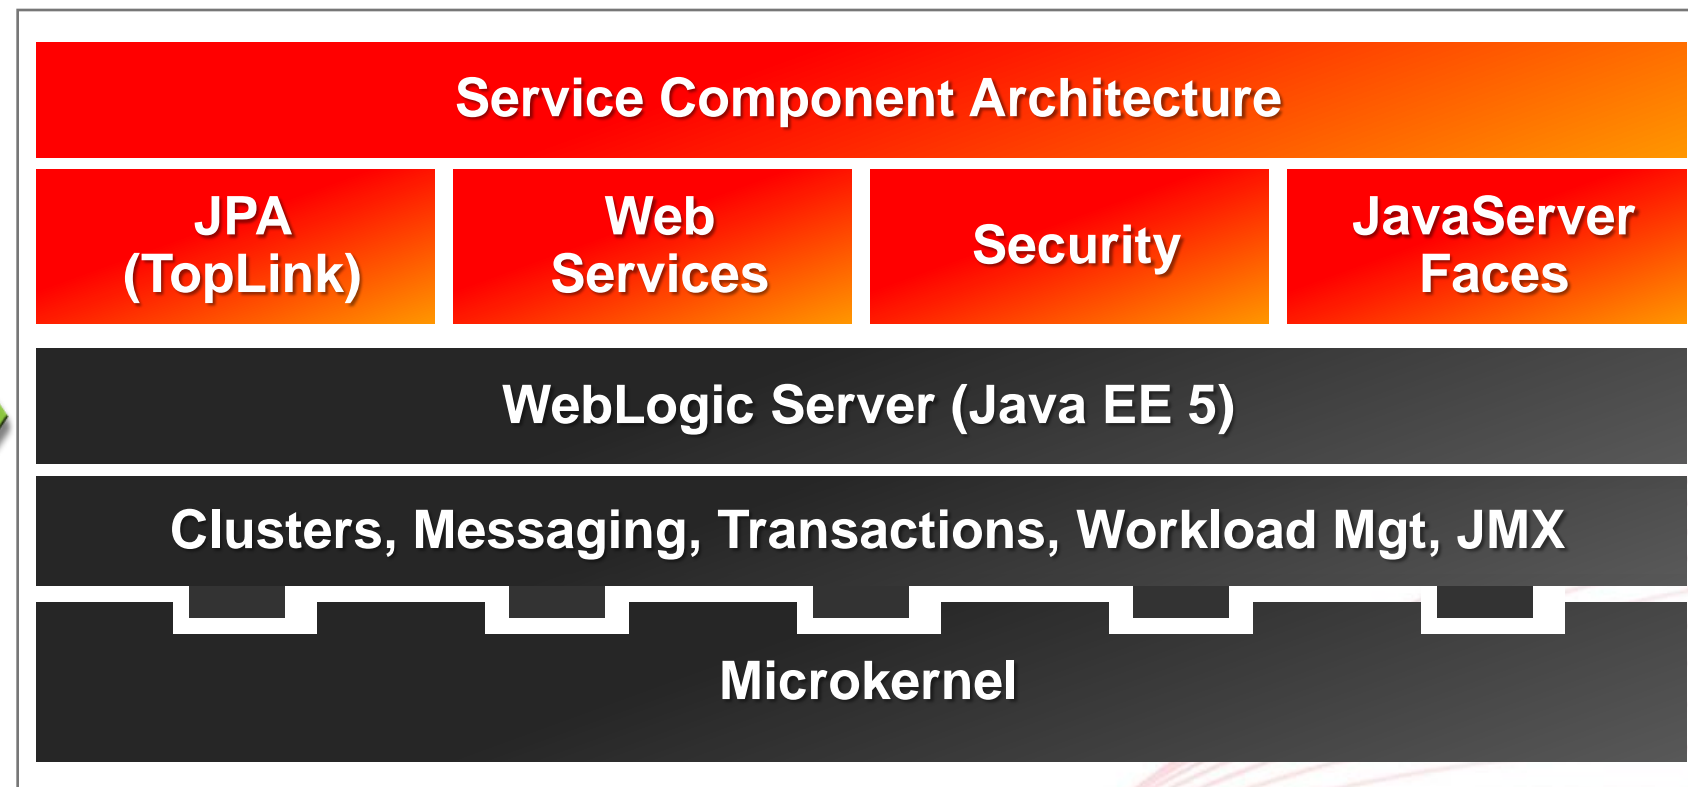 Service Component Architecture
JPA
(TopLink)
Web
Services
Security
JavaServer
Faces
WebLogic Server (Java EE 5)
Clusters, Messaging, Transactions, Workload Mgt, JMX
Microkernel